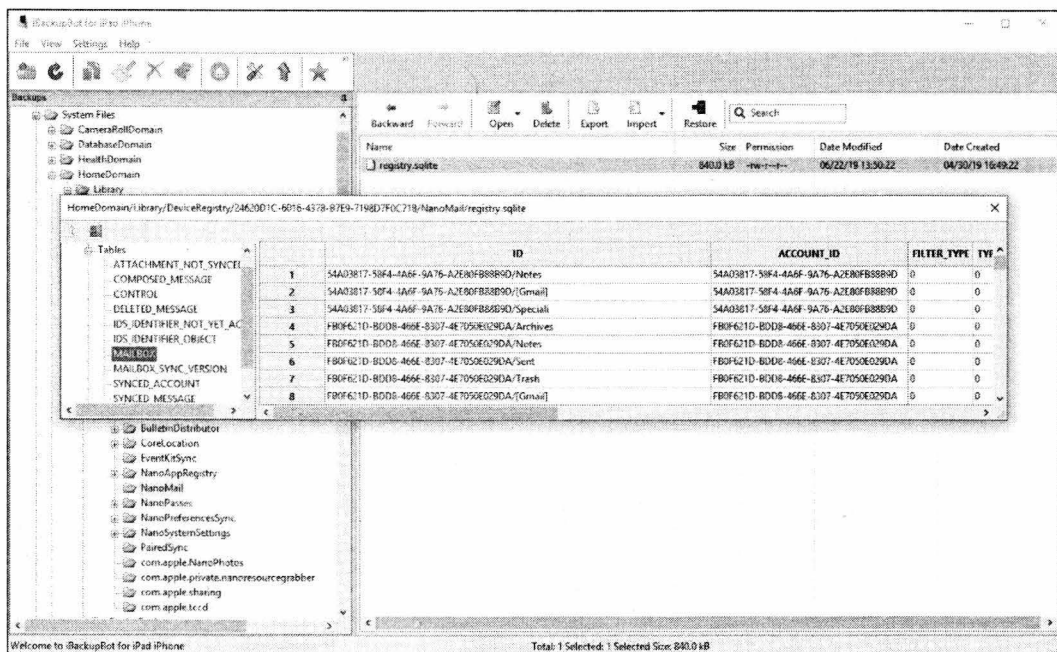 iBackupBot for iPad iPhone
File View Settings Help
Backups
System Files
CameraRollDomain
DatabaseDomain
HealthDomain
HomeDomain
Library
Backward Forward Open Delete Export Import Restore Search
Name Size Permission Date Modified Date Created
registry.sqlite 840.0 kB -rw-r--r-- 06/22/19 13:50:22 04/30/19 16:49:22
HomeDomain/Library/DeviceRegistry/24620D1C-6016-4378-B7E9-7198D7F0C718/NanoMail/registry.sqlite
Tables
ATTACHMENT_NOT_SYNCED
COMPOSED_MESSAGE
CONTROL
DELETED_MESSAGE
IDS_IDENTIFIER_NOT_YET_AC
IDS_IDENTIFIER_OBJECT
MAILBOX
MAILBOX_SYNC_VERSION
SYNCED_ACCOUNT
SYNCED_MESSAGE
ID ACCOUNT_ID FILTER_TYPE TYF
1 54A03817-58F4-4A6F-9A76-A2E80FB88B9D/Notes 54A03817-58F4-4A6F-9A76-A2E80FB88B9D 0 0
2 54A03817-58F4-4A6F-9A76-A2E80FB88B9D/[Gmail] 54A03817-58F4-4A6F-9A76-A2E80FB88B9D 0 0
3 54A03817-58F4-4A6F-9A76-A2E80FB88B9D/Speciali 54A03817-58F4-4A6F-9A76-A2E80FB88B9D 0 0
4 FB0F621D-BDD8-466E-8307-4E7050E029DA/Archives FB0F621D-BDD8-466E-8307-4E7050E029DA 0 0
5 FB0F621D-BDD8-466E-8307-4E7050E029DA/Notes FB0F621D-BDD8-466E-8307-4E7050E029DA 0 0
6 FB0F621D-BDD8-466E-8307-4E7050E029DA/Sent FB0F621D-BDD8-466E-8307-4E7050E029DA 0 0
7 FB0F621D-BDD8-466E-8307-4E7050E029DA/Trash FB0F621D-BDD8-466E-8307-4E7050E029DA 0 0
8 FB0F621D-BDD8-466E-8307-4E7050E029DA/[Gmail] FB0F621D-BDD8-466E-8307-4E7050E029DA 0 0
BulletinDistributor
CoreLocation
EventKitSync
NanoAppRegistry
NanoMail
NanoPasses
NanoPreferencesSync
NanoSystemSettings
PairedSync
com.apple.NanoPhotos
com.apple.private.nanoresourcegrabber
com.apple.sharing
com.apple.tccd
Welcome to iBackupBot for iPad iPhone Total: 1 Selected: 1 Selected Size: 840.0 kB